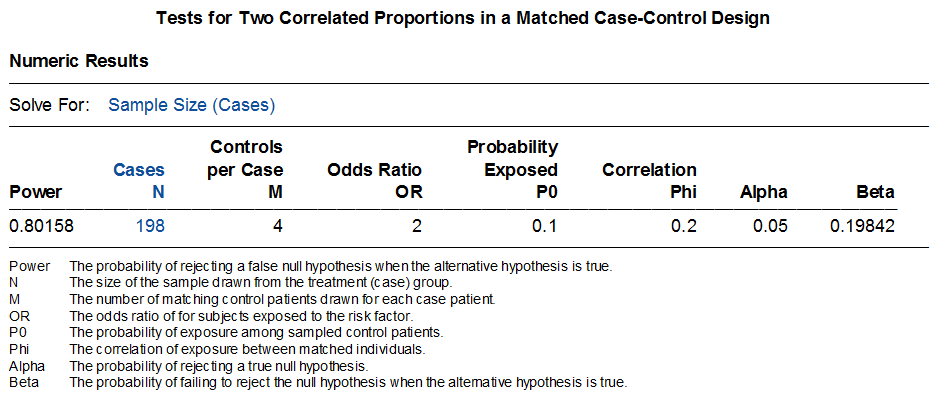 Tests for Two Correlated Proportions in a Matched Case-Control Design
Numeric Results
Solve For: Sample Size (Cases)
Controls Probability
Cases per Case Odds Ratio Exposed Correlation
Power N M OR P0 Phi Alpha Beta
0.80158 198 4 2 0.1 0.2 0.05 0.19842
Power The probability of rejecting a false null hypothesis when the alternative hypothesis is true.
N The size of the sample drawn from the treatment (case) group.
M The number of matching control patients drawn for each case patient.
OR The odds ratio of for subjects exposed to the risk factor.
P0 The probability of exposure among sampled control patients.
Phi The correlation of exposure between matched individuals.
Alpha The probability of rejecting a true null hypothesis.
Beta The probability of failing to reject the null hypothesis when the alternative hypothesis is true.